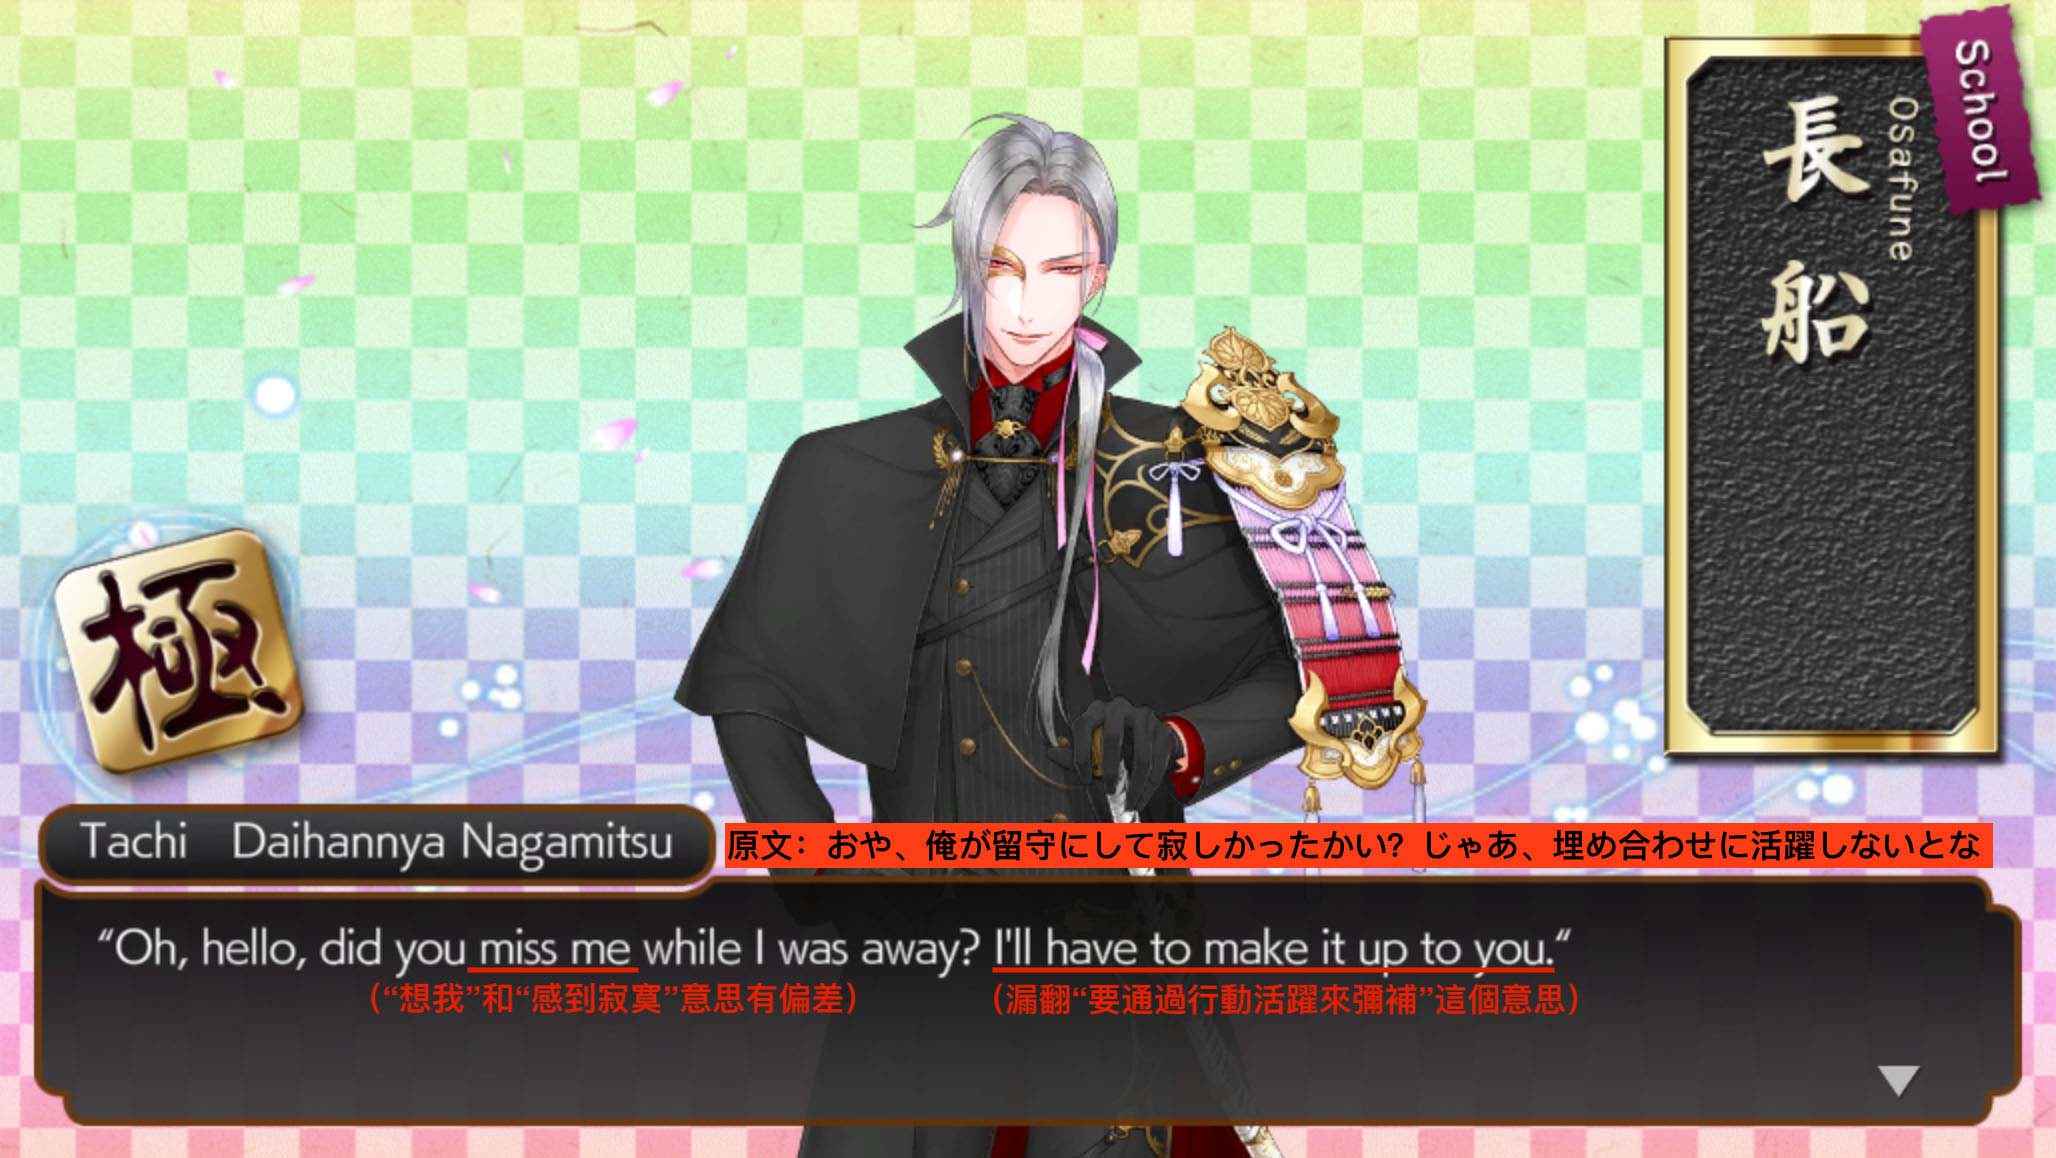 School
Osafune
長船
極
Tachi Daihannya Nagamitsu
原文：おや、俺が留守にして寂しかったかい？じゃあ、埋め合わせに活躍しないとな
“Oh, hello, did you miss me while I was away? I'll have to make it up to you.“
（“想我”和“感到寂寞”意思有偏差）
（漏翻“要通過行動活躍來彌補”這個意思）